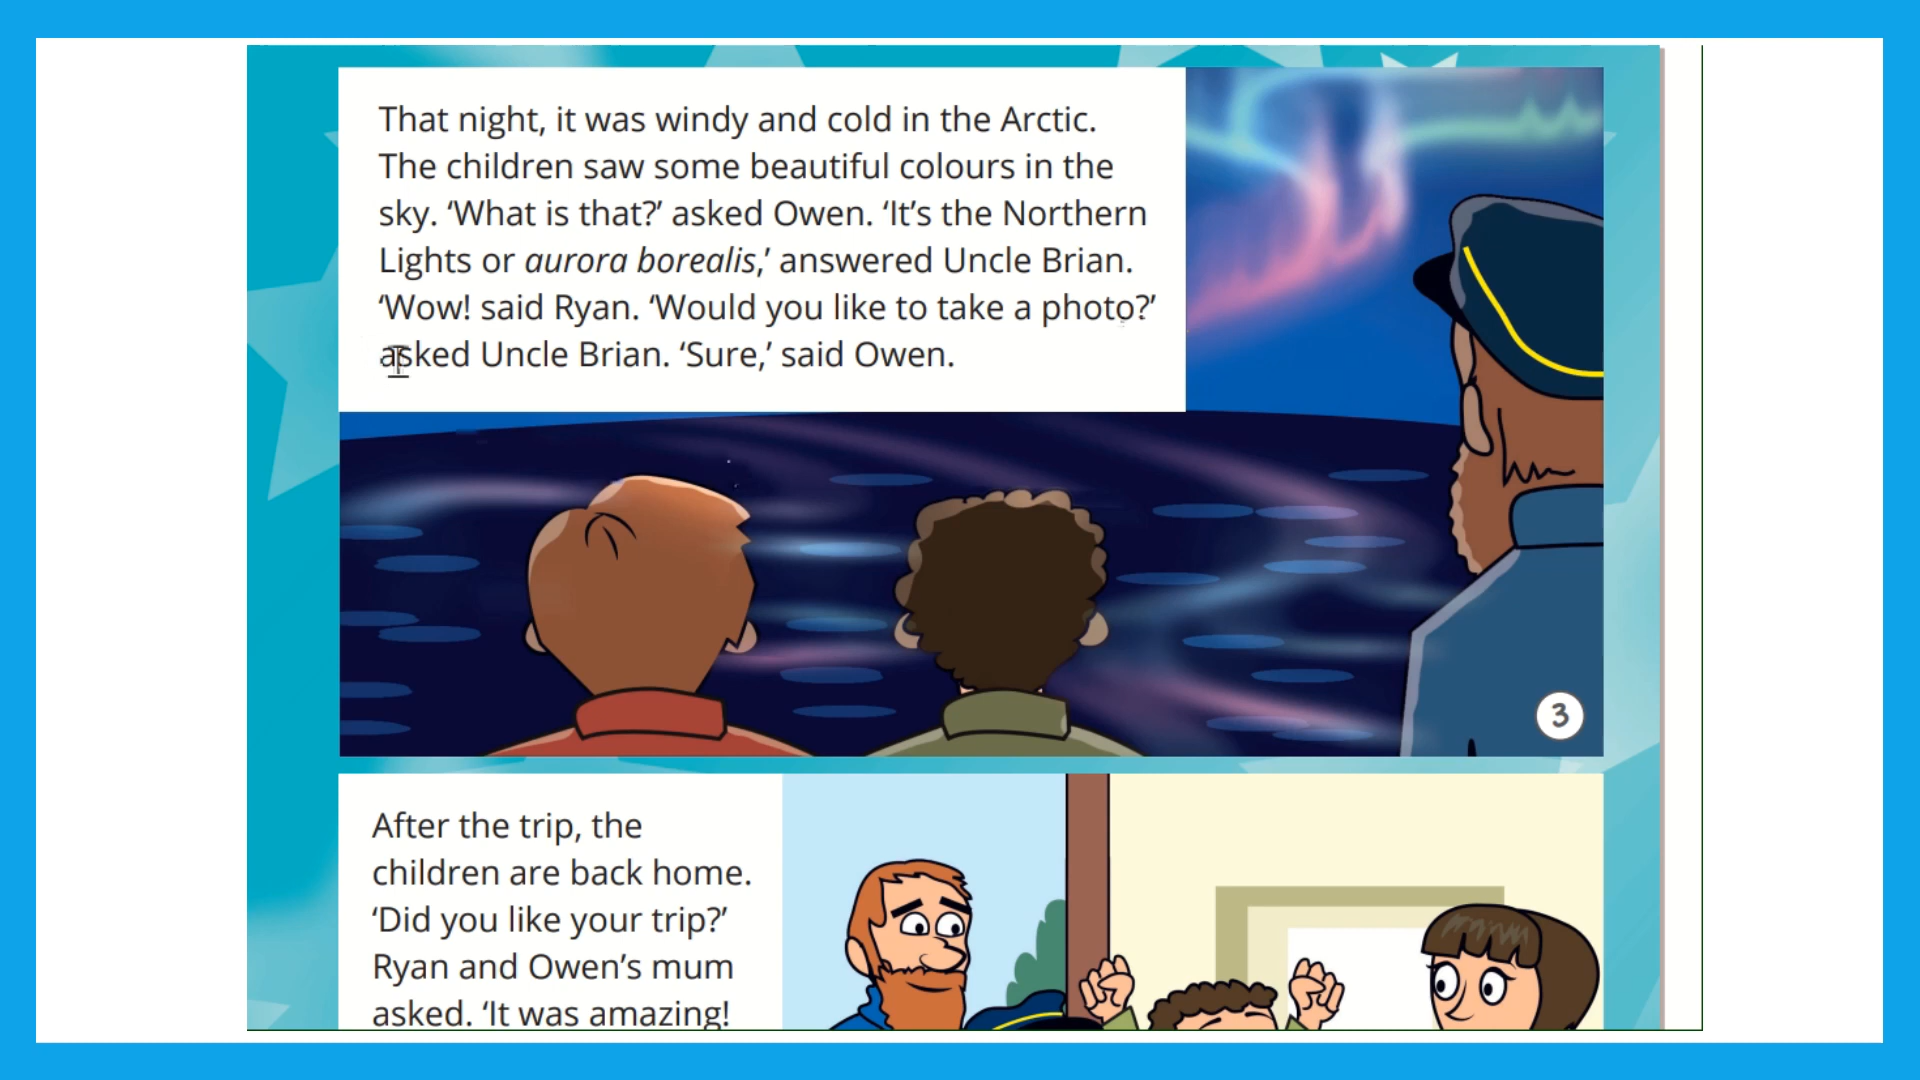 That night, it was windy and cold in the Arctic.
The children saw some beautiful colours in the
sky. ‘What is that?’ asked Owen. ‘It’s the Northern
Lights or aurora borealis,’ answered Uncle Brian.
‘Wow! said Ryan. ‘Would you like to take a photo?’
asked Uncle Brian. ‘Sure,’ said Owen.
3
After the trip, the
children are back home.
‘Did you like your trip?’
Ryan and Owen’s mum
asked. ‘It was amazing!